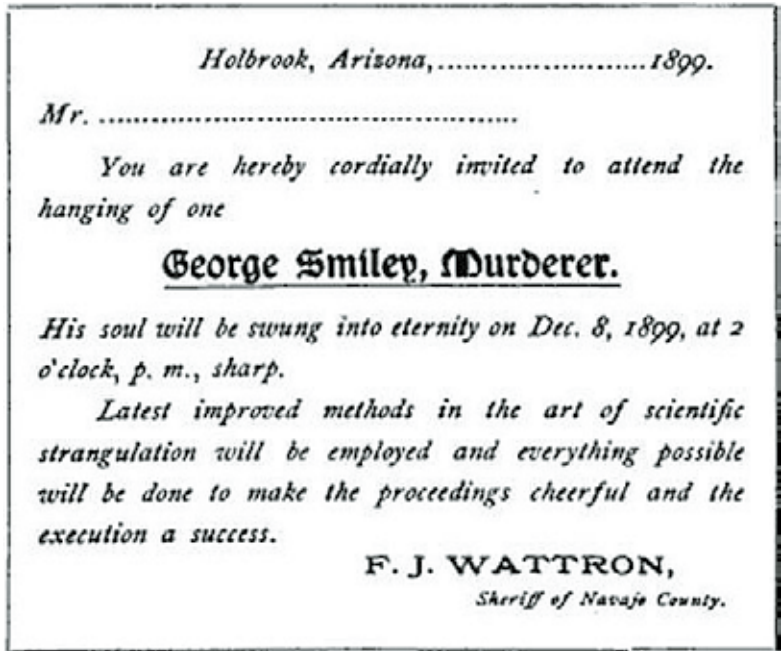 Holbrook, Arizona,........................1899.
Mr. ................................................
You are hereby cordially invited to attend the
hanging of one
George Smiley, Murderer.
His soul will be swung into eternity on Dec. 8, 1899, at 2
o'clock, p. m., sharp.
Latest improved methods in the art of scientific
strangulation will be employed and everything possible
will be done to make the proceedings cheerful and the
execution a success.
F. J. WATTRON,
Sheriff of Navajo County.